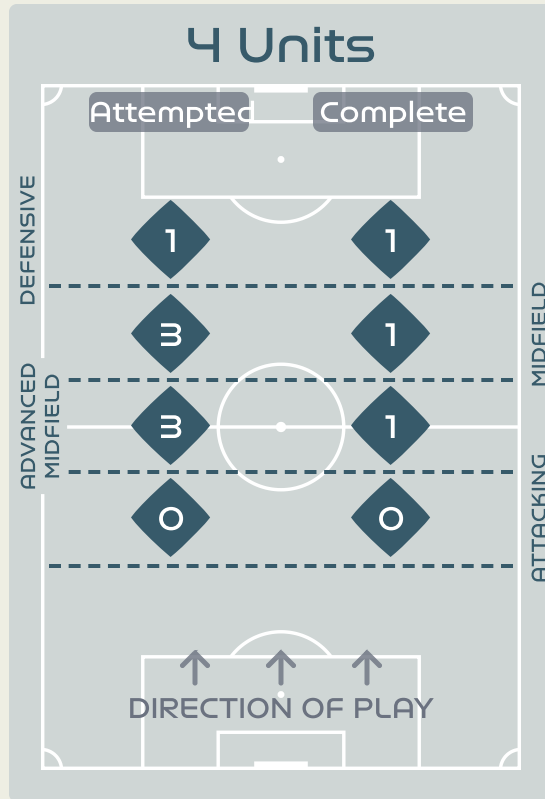 4 Units
Attempted Complete
DEFENSIVE
1 1
MIDFIELD
3 1
ADVANCED
MIDFIELD
3 1
ATTACKING
0 0
DIRECTION OF PLAY